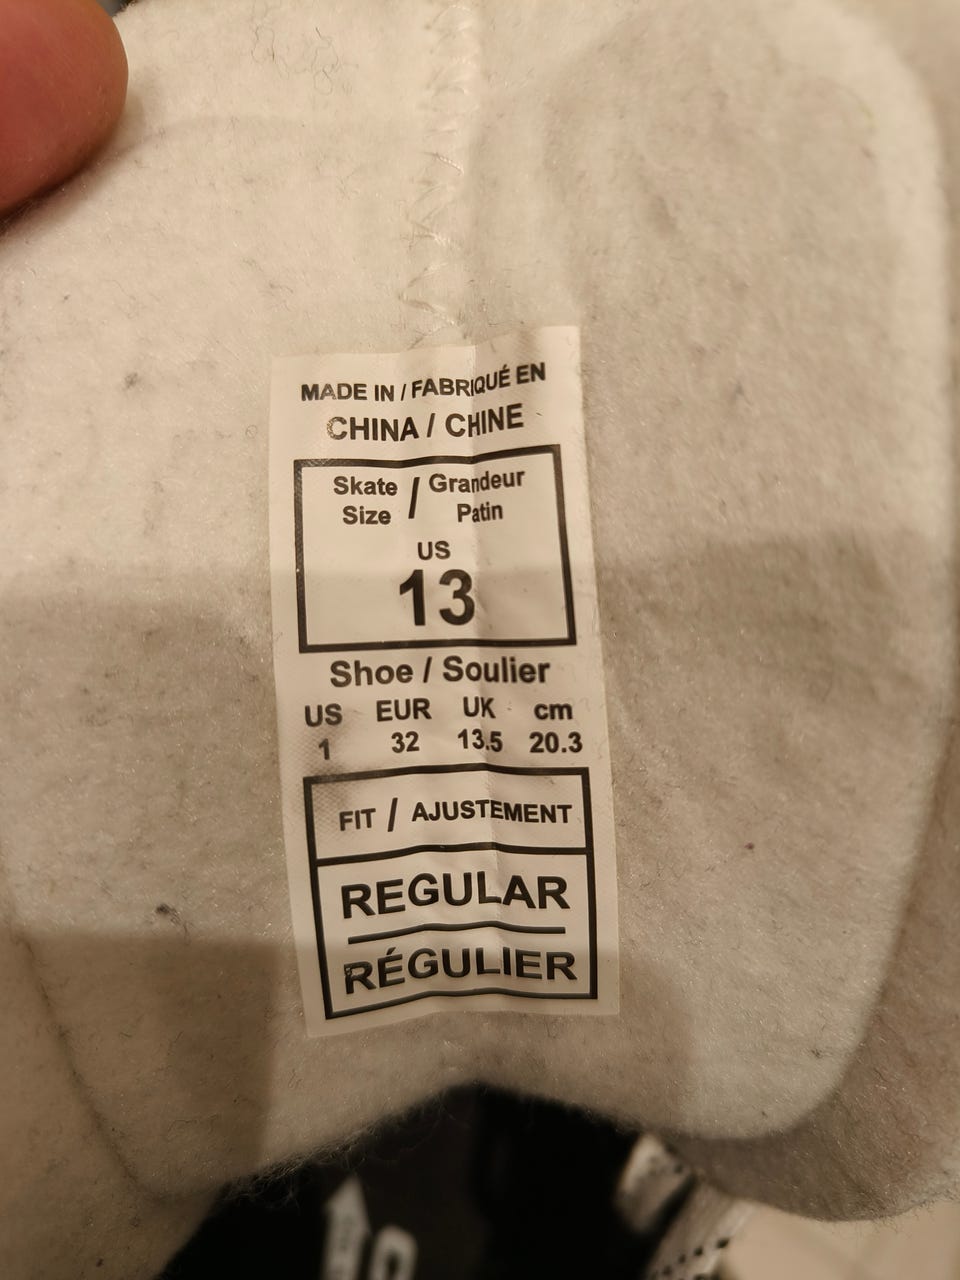 MADE IN / FABRIQUÉ EN
CHINA / CHINE
Skate Size / Grandeur Patin
US
13
Shoe / Soulier
US EUR UK cm
1 32 13.5 20.3
FIT / AJUSTEMENT
REGULAR
RÉGULIER